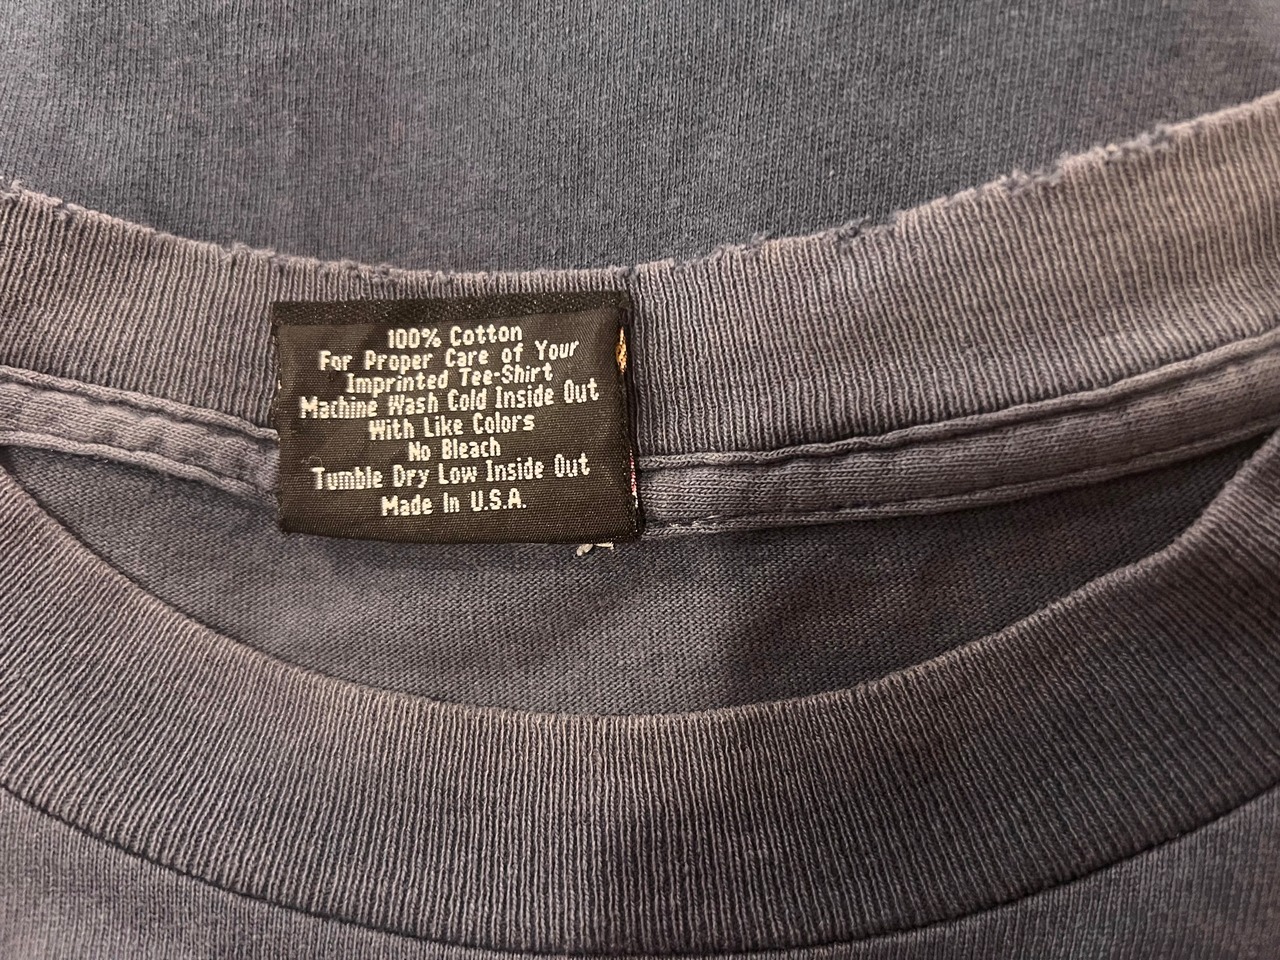 100% Cotton
For Proper Care of Your
Imprinted Tee-Shirt
Machine Wash Cold Inside Out
With Like Colors
No Bleach
Tumble Dry Low Inside Out
Made In U.S.A.